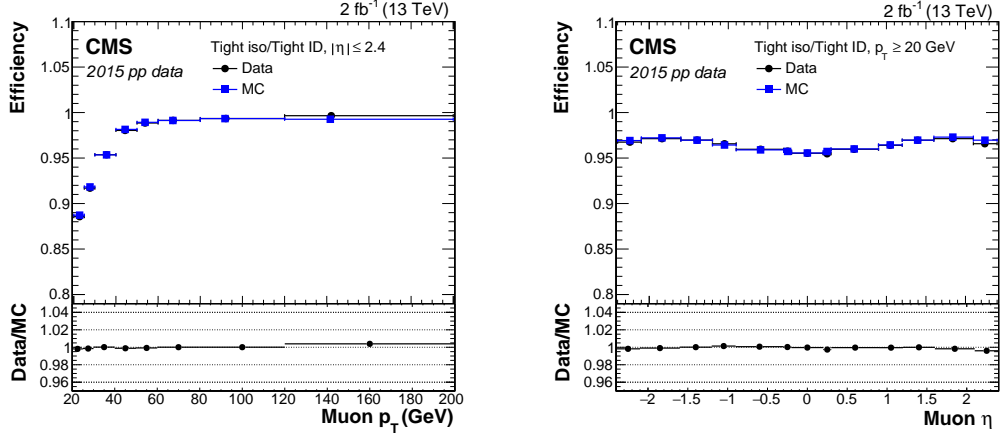 2 fb⁻¹ (13 TeV)
Efficiency
CMS
2015 pp data
Tight iso/Tight ID, |η| ≤ 2.4
Data
MC
1.1
1.05
1
0.95
0.9
0.85
0.8
Data/MC
1.04
1.02
1
0.98
0.96
20 40 60 80 100 120 140 160 180 200
Muon p_T (GeV)
2 fb⁻¹ (13 TeV)
Efficiency
CMS
2015 pp data
Tight iso/Tight ID, p_T ≥ 20 GeV
Data
MC
1.1
1.05
1
0.95
0.9
0.85
0.8
Data/MC
1.04
1.02
1
0.98
0.96
−2 −1.5 −1 −0.5 0 0.5 1 1.5 2
Muon η